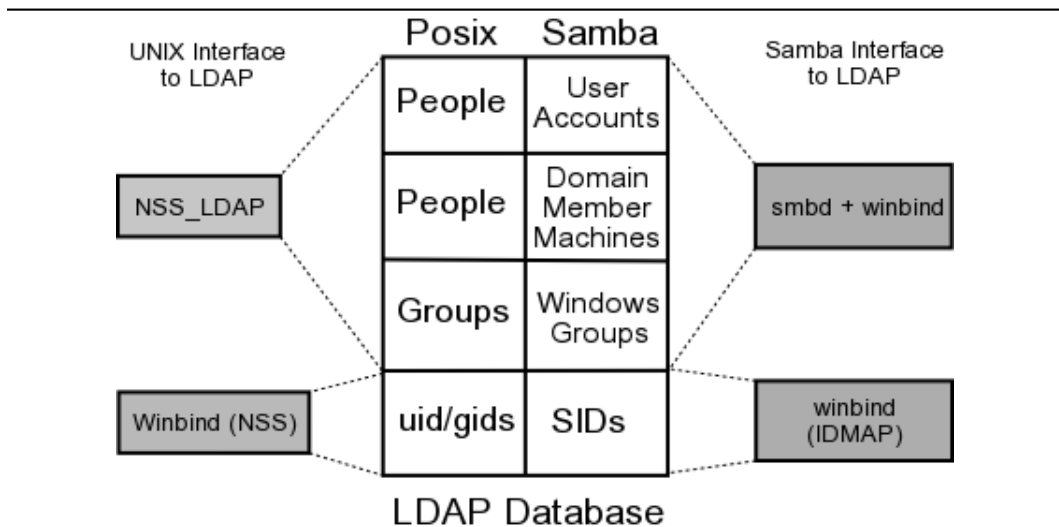 UNIX Interface
to LDAP
Posix
Samba
Samba Interface
to LDAP
People
User
Accounts
NSS_LDAP
People
Domain
Member
Machines
smbd + winbind
Groups
Windows
Groups
Winbind (NSS)
uid/gids
SIDs
winbind
(IDMAP)
LDAP Database